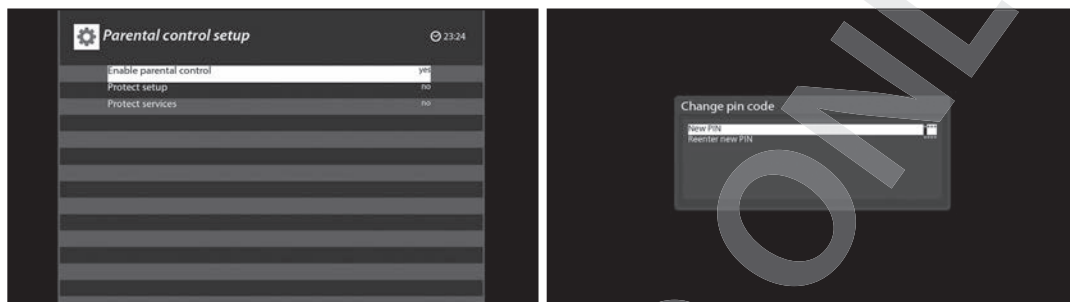 Parental control setup
23:24
Enable parental control yes
Protect setup no
Protect services no
Change pin code
New PIN
Reenter new PIN
ONL